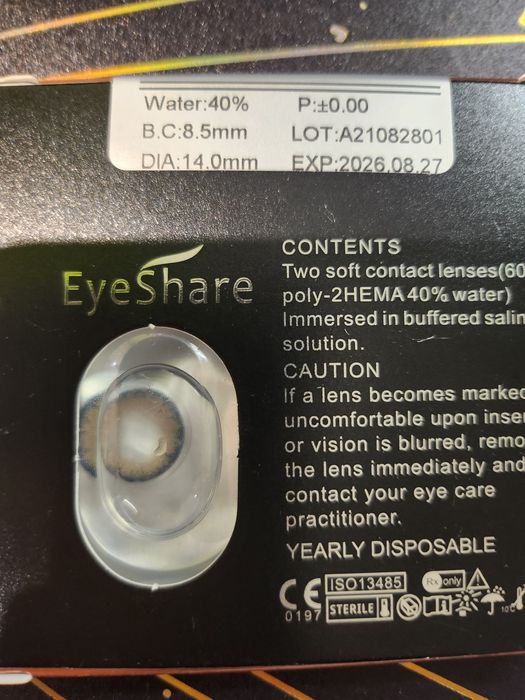 Water:40% P:±0.00
B.C:8.5mm LOT:A21082801
DIA:14.0mm EXP:2026.08.27
EyeShare
CONTENTS
Two soft contact lenses(60
poly-2HEMA 40% water)
Immersed in buffered salin
solution.
CAUTION
If a lens becomes marked
uncomfortable upon inser
or vision is blurred, remo
the lens immediately and
contact your eye care
practitioner.
YEARLY DISPOSABLE
CE ISO13485 Rx only
0197 STERILE